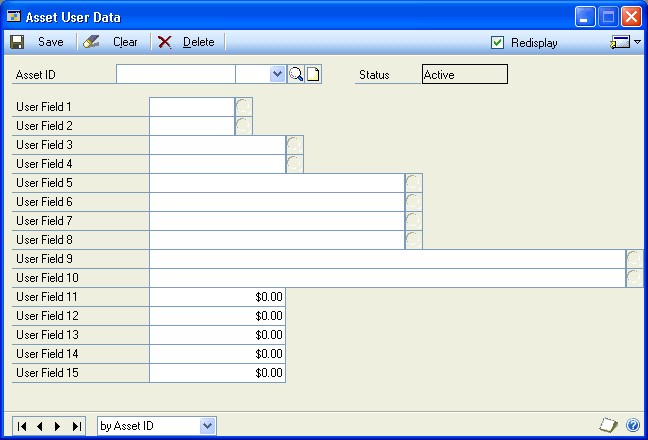 Asset User Data
Save Clear Delete Redisplay
Asset ID Status Active
User Field 1
User Field 2
User Field 3
User Field 4
User Field 5
User Field 6
User Field 7
User Field 8
User Field 9
User Field 10
User Field 11 $0.00
User Field 12 $0.00
User Field 13 $0.00
User Field 14 $0.00
User Field 15 $0.00
by Asset ID